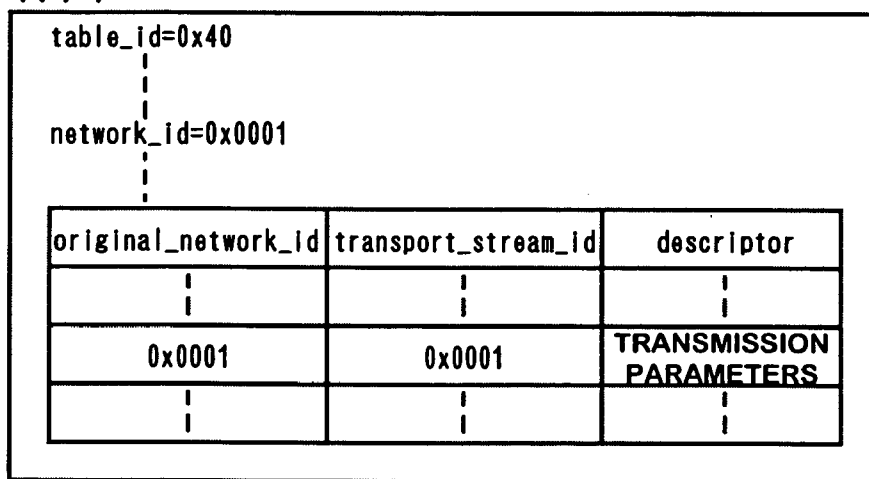 table_id=0x40
network_id=0x0001
original_network_id transport_stream_id descriptor
0x0001 0x0001 TRANSMISSION
PARAMETERS